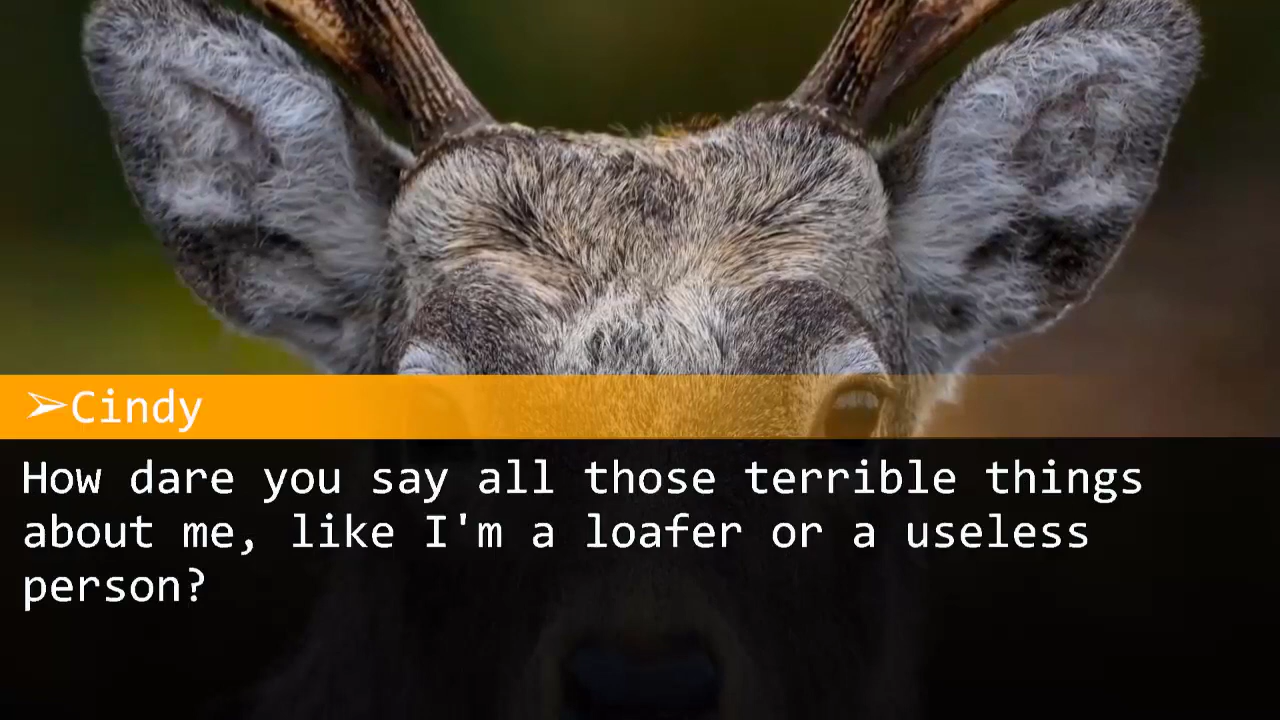 ➢Cindy
How dare you say all those terrible things
about me, like I'm a loafer or a useless
person?